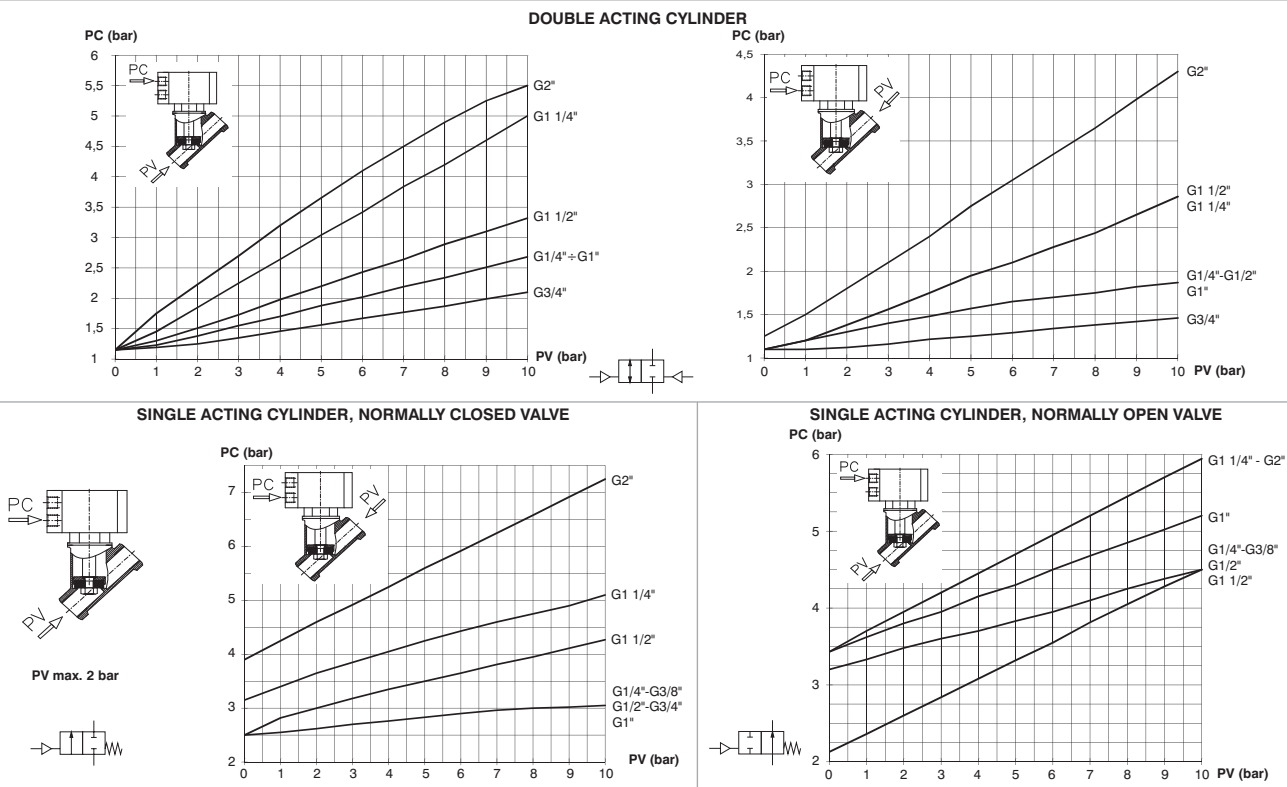 DOUBLE ACTING CYLINDER
PC (bar)
6
5,5
5
4,5
4
3,5
3
2,5
2
1,5
1
0 1 2 3 4 5 6 7 8 9 10
PV (bar)
PC
PV
G2"
G1 1/4"
G1 1/2"
G1/4"÷G1"
G3/4"
PC (bar)
4,5
4
3,5
3
2,5
2
1,5
1
0 1 2 3 4 5 6 7 8 9 10 PV (bar)
PC
PV
G2"
G1 1/2"
G1 1/4"
G1/4"-G1/2"
G1"
G3/4"
SINGLE ACTING CYLINDER, NORMALLY CLOSED VALVE
PC
PV
PV max. 2 bar
PC (bar)
7
6
5
4
3
2
0 1 2 3 4 5 6 7 8 9 10
PV (bar)
PC
PV
G2"
G1 1/4"
G1 1/2"
G1/4"-G3/8"
G1/2"-G3/4"
G1"
SINGLE ACTING CYLINDER, NORMALLY OPEN VALVE
PC (bar)
6
5
4
3
2
0 1 2 3 4 5 6 7 8 9 10 PV (bar)
PC
PV
G1 1/4" - G2"
G1"
G1/4"-G3/8"
G1/2"
G1 1/2"